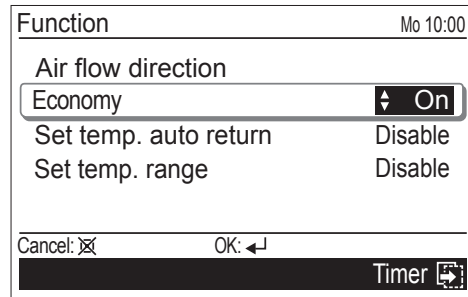 Function Mo 10:00
Air flow direction
Economy On
Set temp. auto return Disable
Set temp. range Disable
Cancel: OK:
Timer